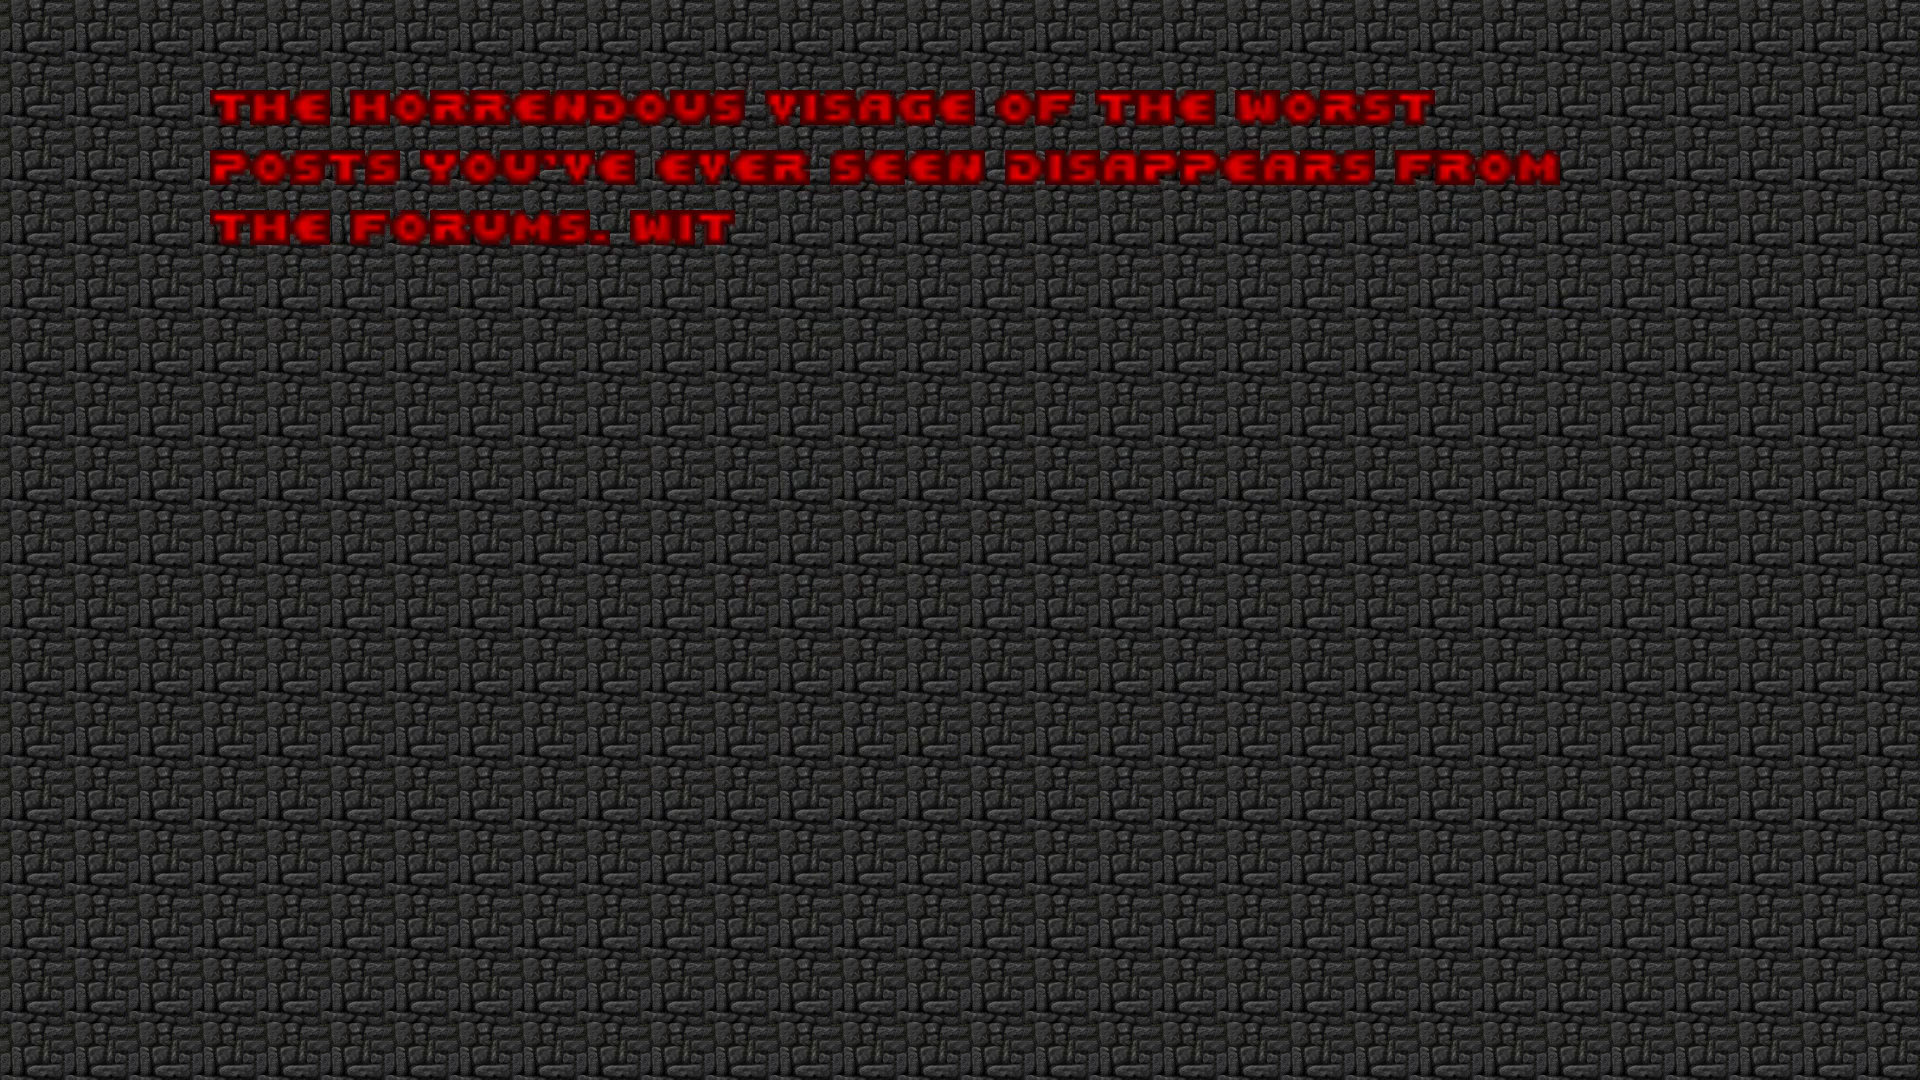 THE HORRENDOUS VISAGE OF THE WORST
POSTS YOU'VE EVER SEEN DISAPPEARS FROM
THE FORUMS. WIT